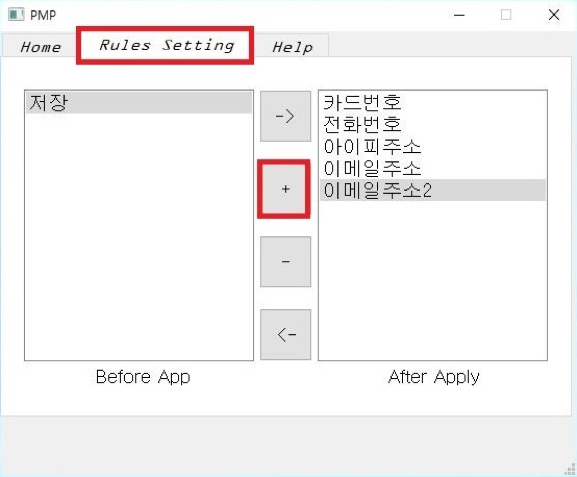 PMP
Home Rules Setting Help
저장
->
+
-
<-
카드번호
전화번호
아이피주소
이메일주소
이메일주소2
Before App
After Apply